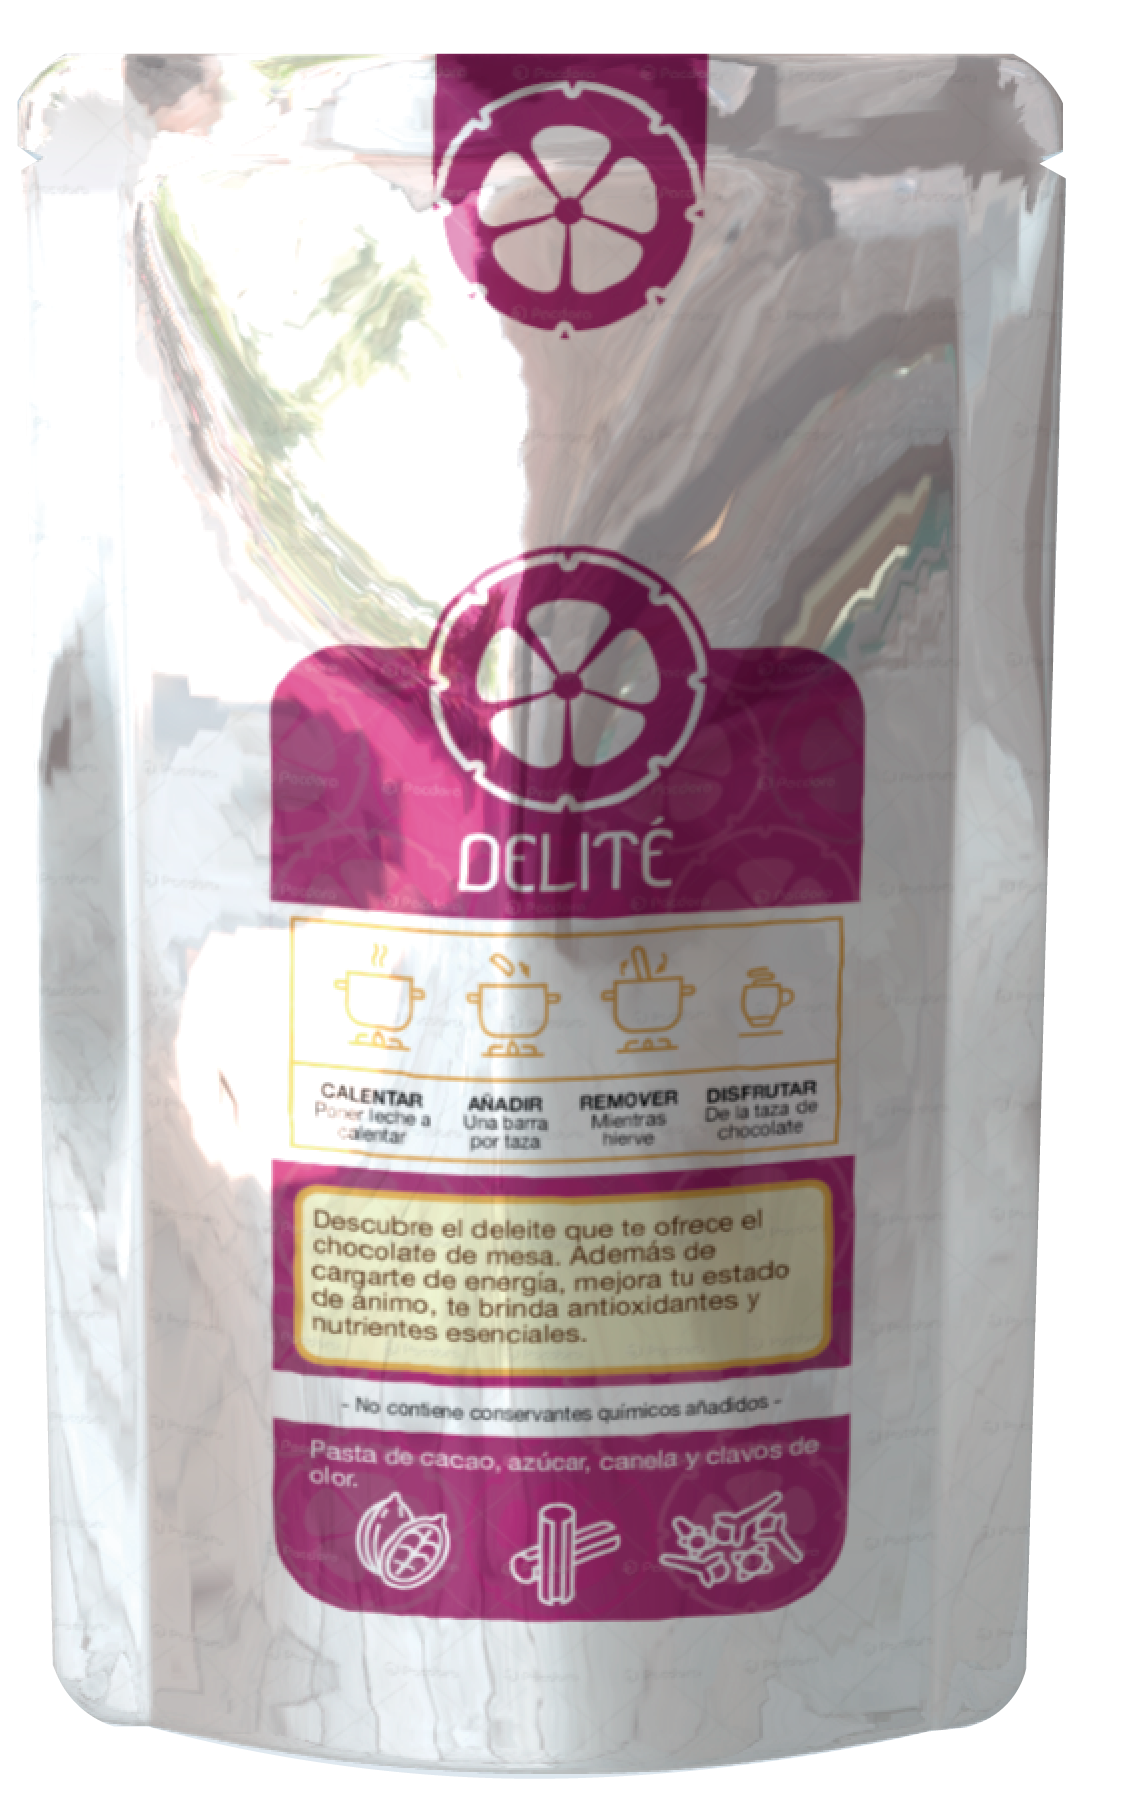 DELITÉ
CALENTAR
Poner leche a
calentar
AÑADIR
Una barra
por taza
REMOVER
Mientras
hierve
DISFRUTAR
De la taza de
chocolate
Descubre el deleite que te ofrece el
chocolate de mesa. Además de
cargarte de energía, mejora tu estado
de ánimo, te brinda antioxidantes y
nutrientes esenciales.
- No contiene conservantes químicos añadidos -
Pasta de cacao, azúcar, canela y clavos de
olor.